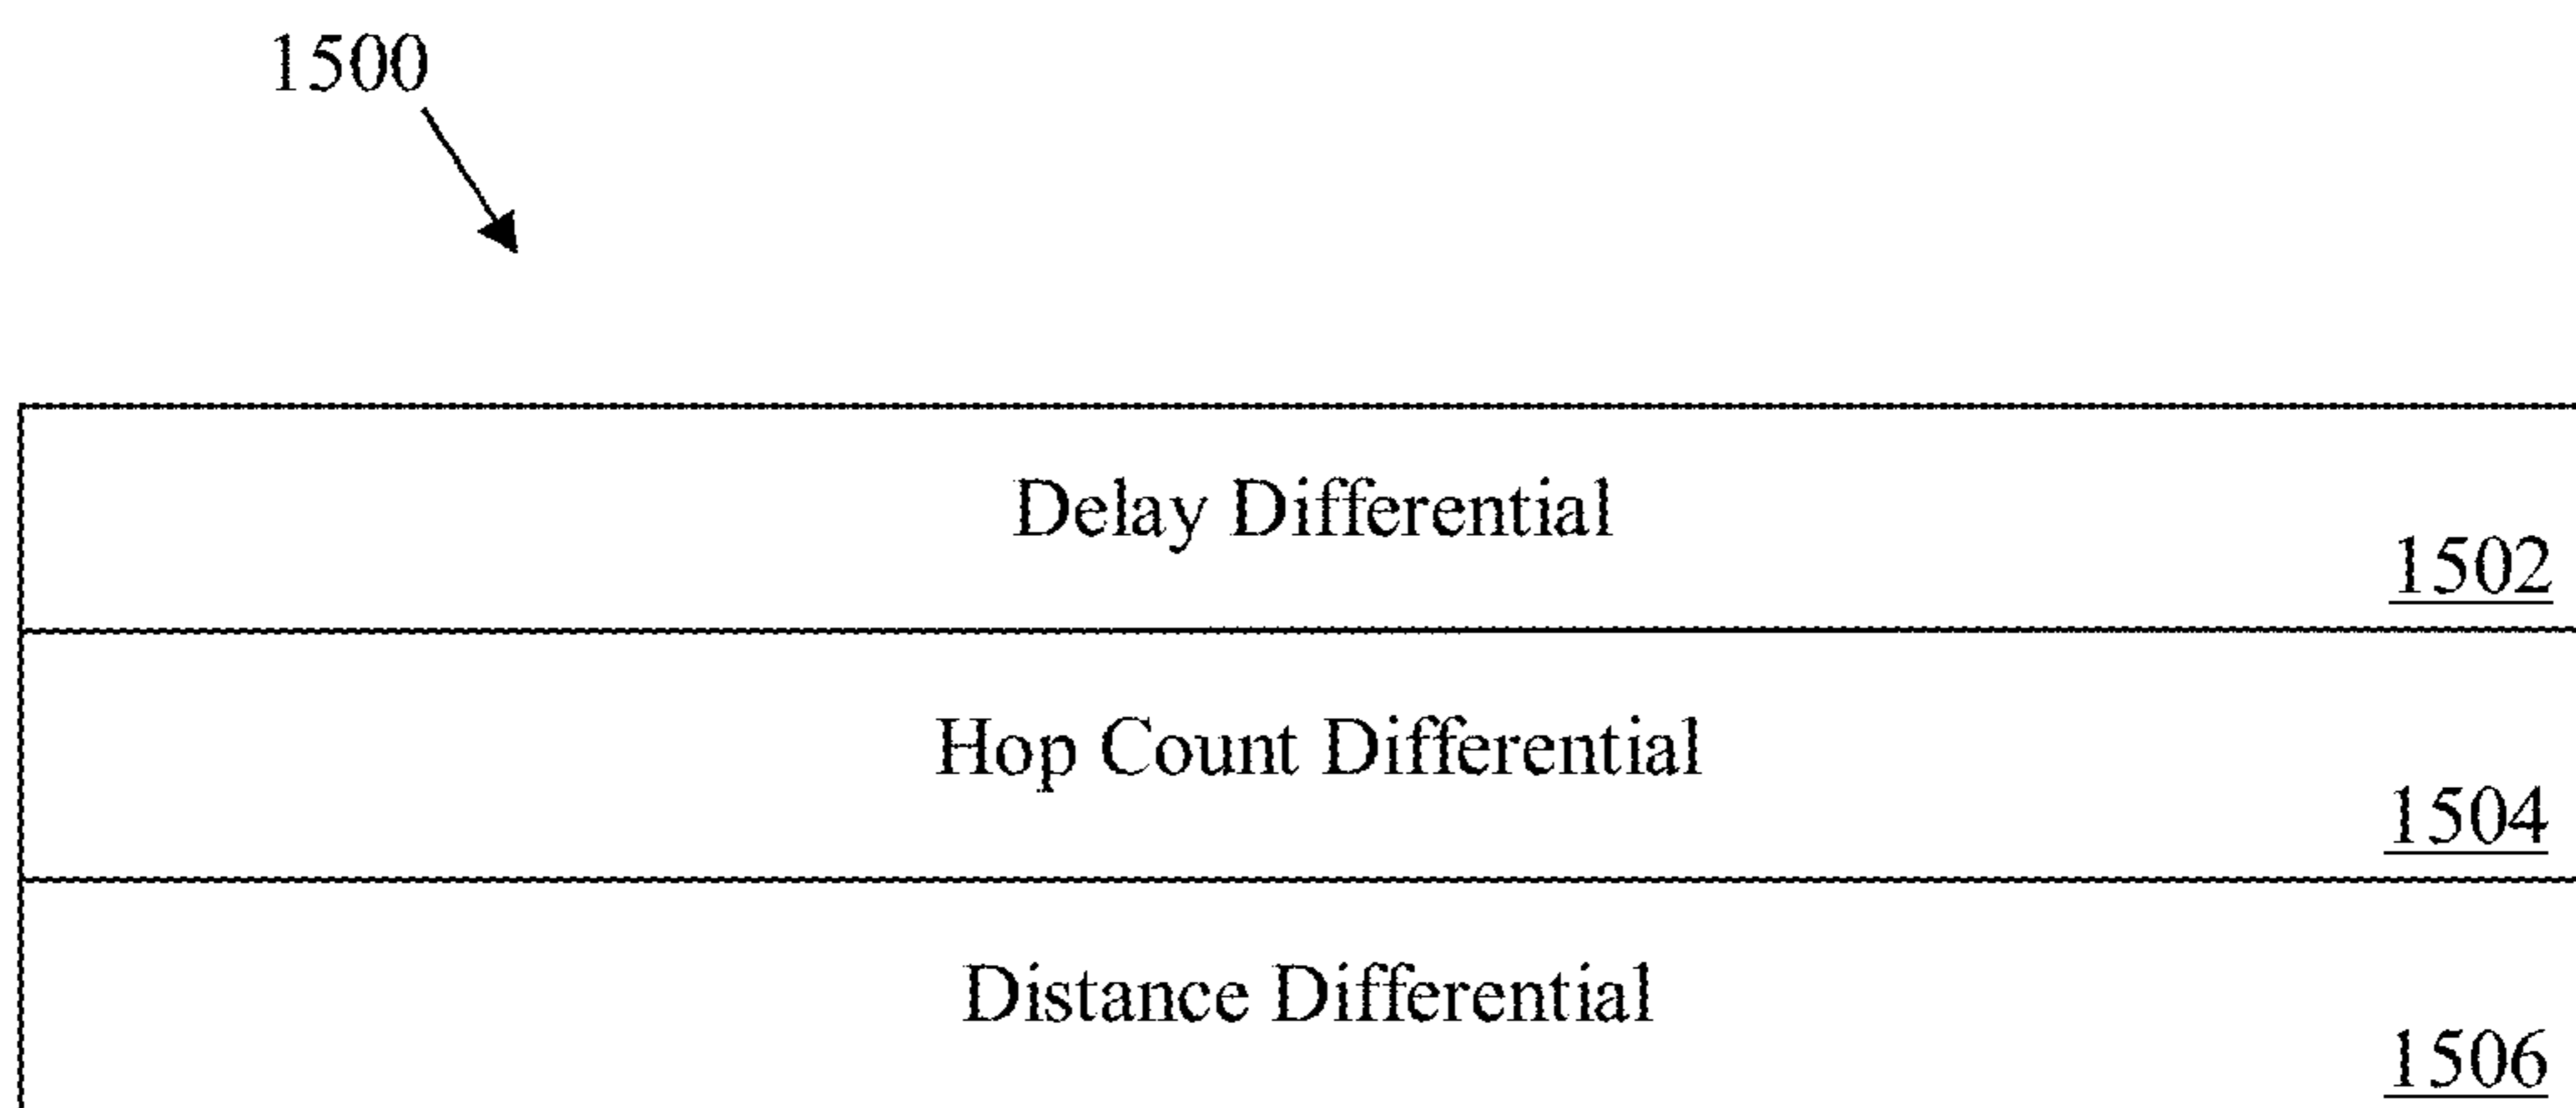 1500
Delay Differential
1502
Hop Count Differential
1504
Distance Differential
1506